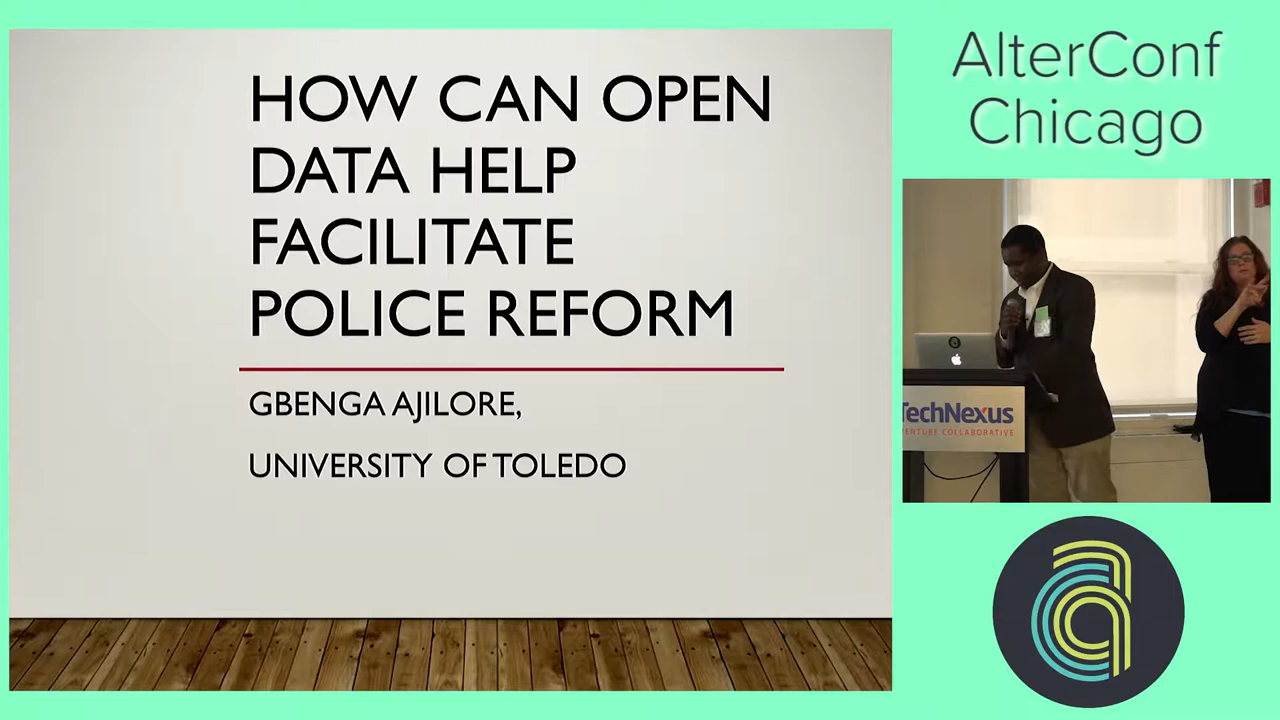 HOW CAN OPEN
DATA HELP
FACILITATE
POLICE REFORM
GBENGA AJILORE,
UNIVERSITY OF TOLEDO
AlterConf
Chicago
TechNexus
VENTURE COLLABORATIVE